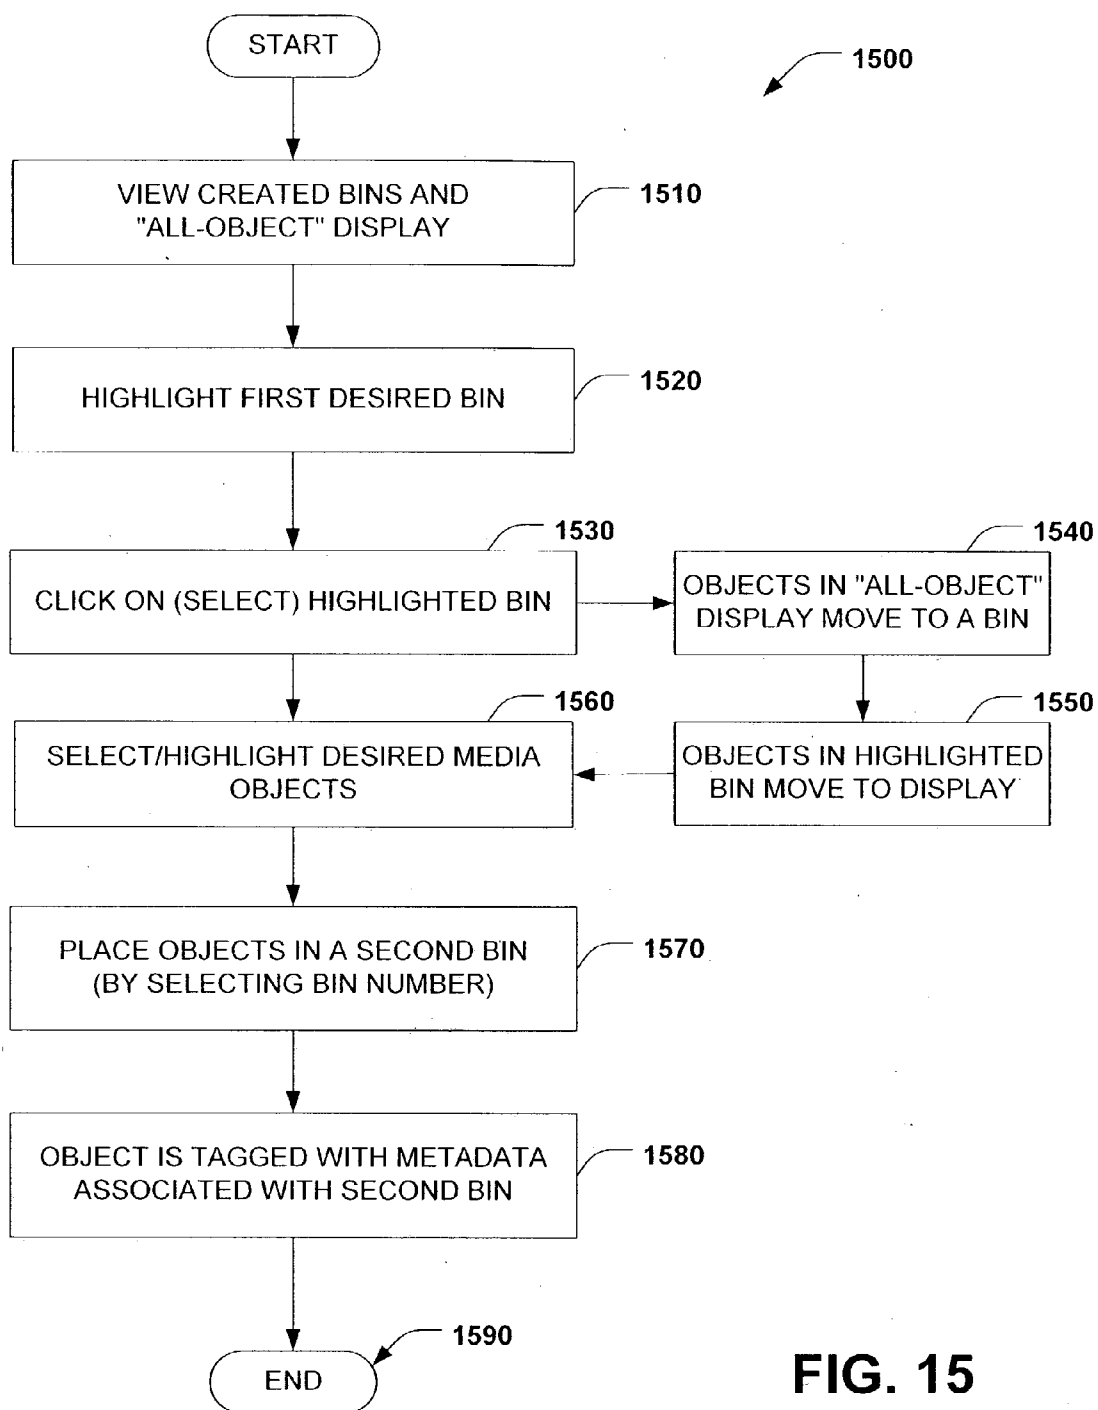 START
1500
VIEW CREATED BINS AND
"ALL-OBJECT" DISPLAY
1510
HIGHLIGHT FIRST DESIRED BIN
1520
CLICK ON (SELECT) HIGHLIGHTED BIN
1530
OBJECTS IN "ALL-OBJECT"
DISPLAY MOVE TO A BIN
1540
OBJECTS IN HIGHLIGHTED
BIN MOVE TO DISPLAY
1550
SELECT/HIGHLIGHT DESIRED MEDIA
OBJECTS
1560
PLACE OBJECTS IN A SECOND BIN
(BY SELECTING BIN NUMBER)
1570
OBJECT IS TAGGED WITH METADATA
ASSOCIATED WITH SECOND BIN
1580
END
1590
FIG. 15